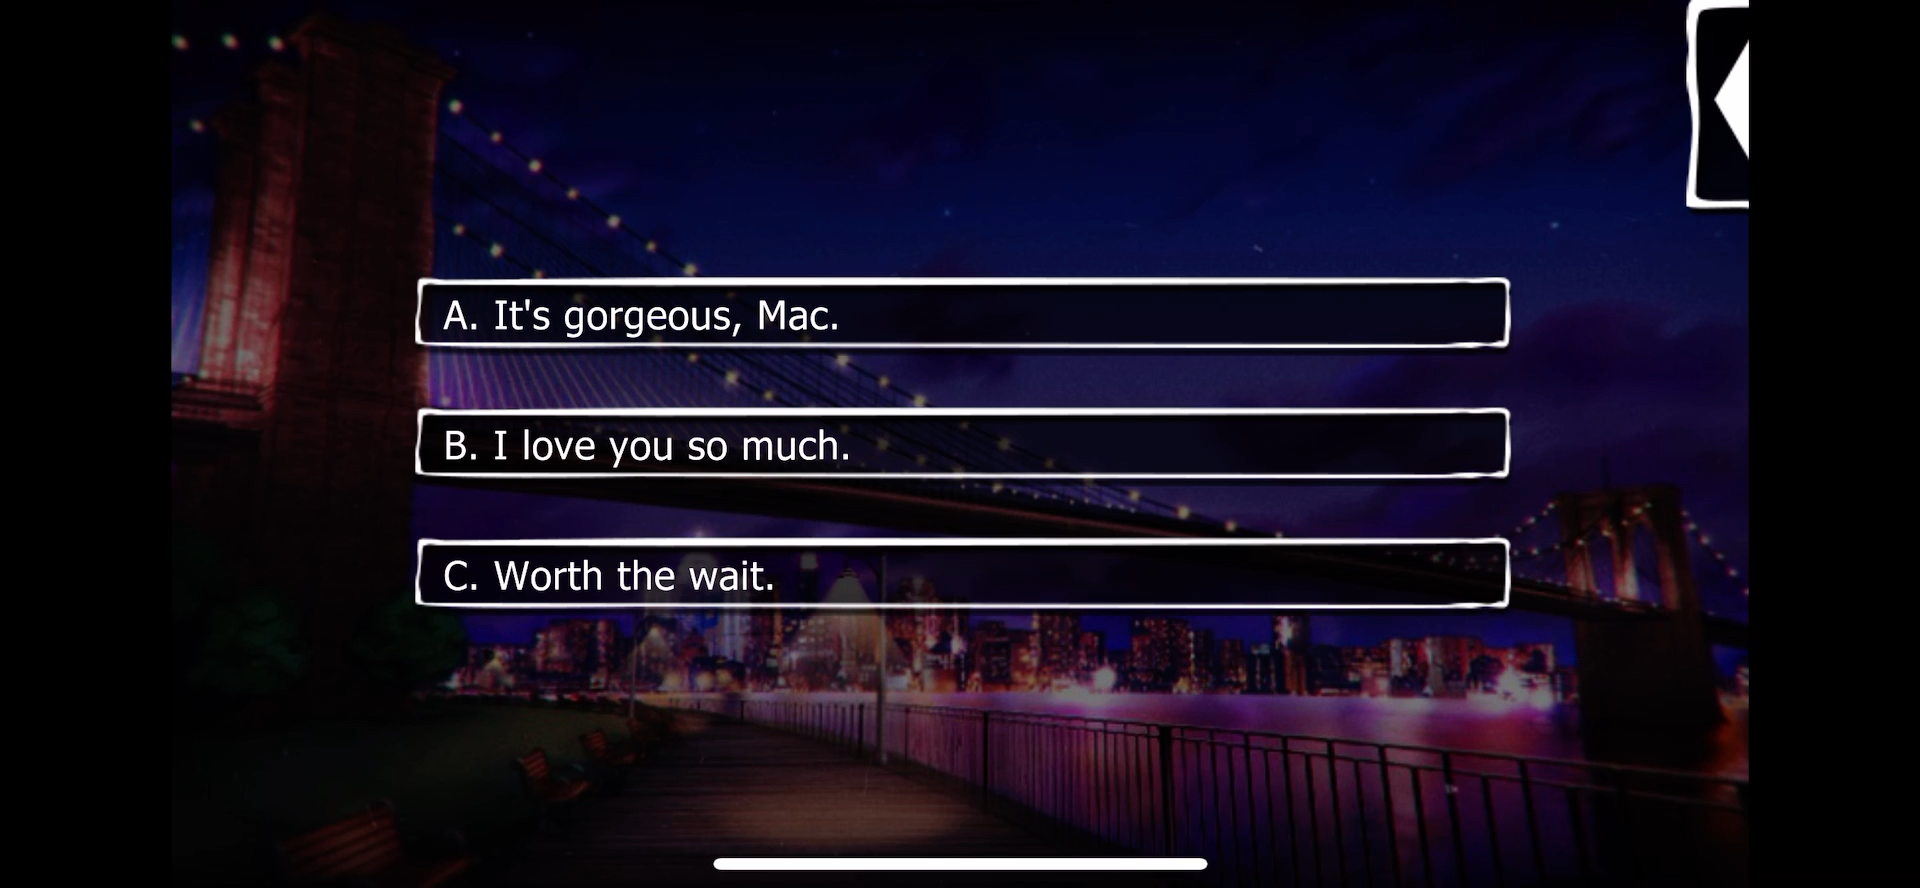 A. It's gorgeous, Mac.
B. I love you so much.
C. Worth the wait.